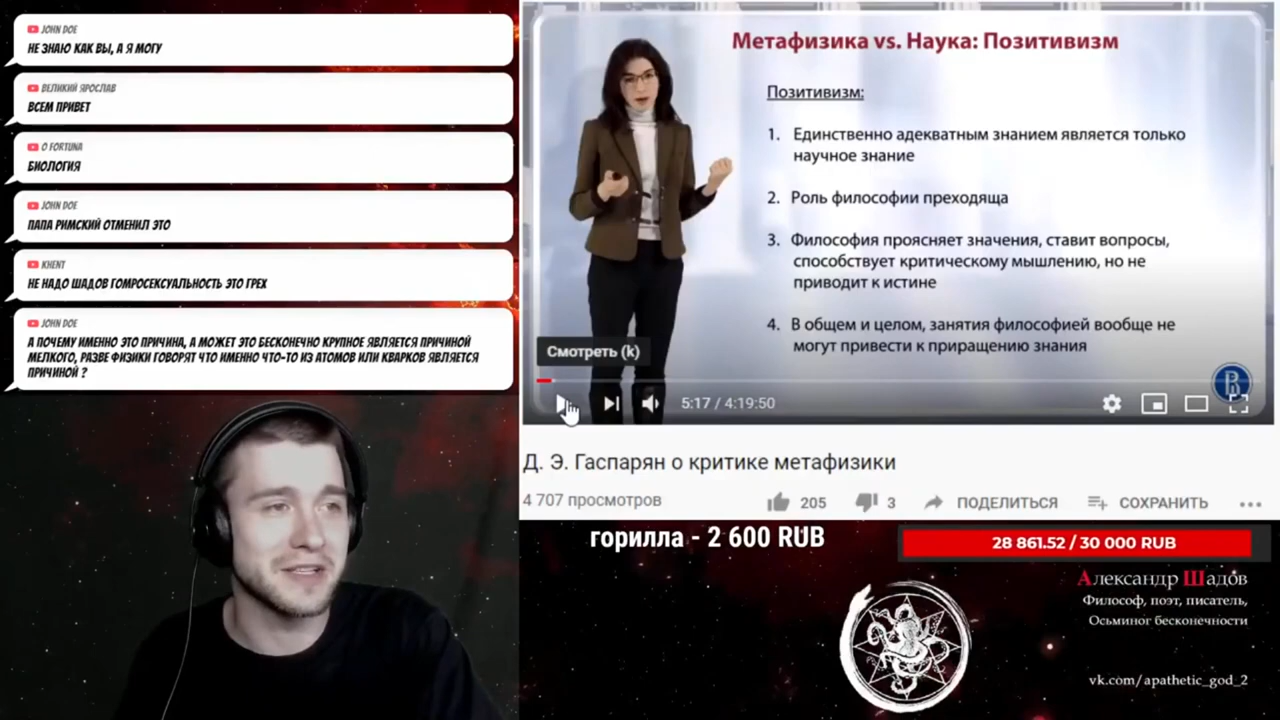 JOHN DOE
НЕ ЗНАЮ КАК ВЫ, А Я МОГУ
ВЕЛИКИЙ ЯРОСЛАВ
ВСЕМ ПРИВЕТ
O FORTUNA
БИОЛОГИЯ
JOHN DOE
ПАПА РИМСКИЙ ОТМЕНИЛ ЭТО
KHENT
НЕ НАДО ШАДОВ ГОМРОСЕКСУАЛЬНОСТЬ ЭТО ГРЕХ
JOHN DOE
А ПОЧЕМУ ИМЕННО ЭТО ПРИЧИНА, А МОЖЕТ ЭТО БЕСКОНЕЧНО КРУПНОЕ ЯВЛЯЕТСЯ ПРИЧИНОЙ
МЕЛКОГО, РАЗВЕ ФИЗИКИ ГОВОРЯТ ЧТО ИМЕННО ЧТО-ТО ИЗ АТОМОВ ИЛИ КВАРКОВ ЯВЛЯЕТСЯ
ПРИЧИНОЙ ?
Метафизика vs. Наука: Позитивизм
Позитивизм:
1. Единственно адекватным знанием является только
научное знание
2. Роль философии преходяща
3. Философия проясняет значения, ставит вопросы,
способствует критическому мышлению, но не
приводит к истине
4. В общем и целом, занятия философией вообще не
могут привести к приращению знания
Смотреть (k)
5:17 / 4:19:50
Д. Э. Гаспарян о критике метафизики
4 707 просмотров
205
3
ПОДЕЛИТЬСЯ
СОХРАНИТЬ
горилла - 2 600 RUB
28 861.52 / 30 000 RUB
Александр Шадов
Философ, поэт, писатель,
Осьминог бесконечности
vk.com/apathetic_god_2